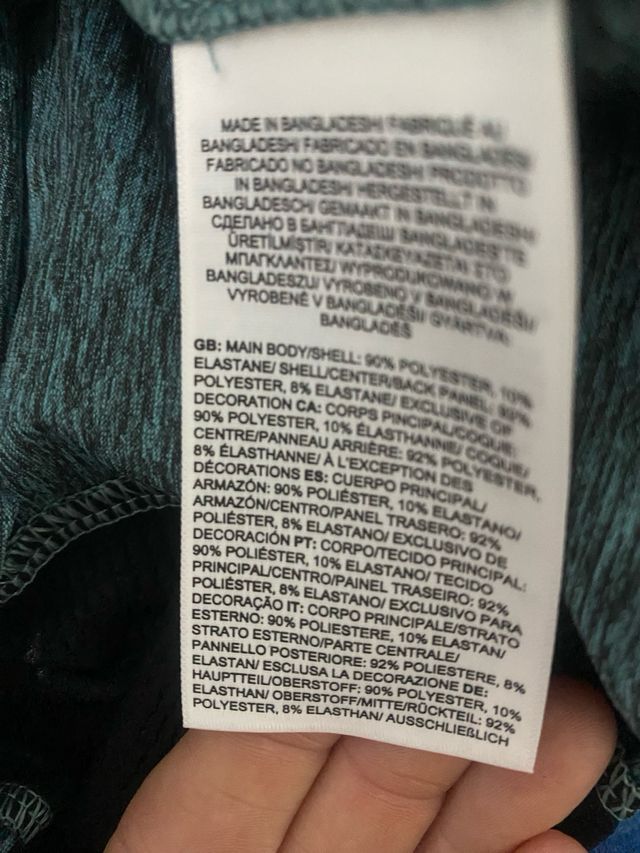 MADE IN BANGLADESH/ FABRIQUÉ AU
BANGLADESH/ FABRICADO EN BANGLADESH/
FABRICADO NO BANGLADESH/ PRODOTTO
IN BANGLADESH/ HERGESTELLT IN
BANGLADESCH/ GEMAAKT IN BANGLADESH/
СДЕЛАНО В БАНГЛАДЕШ/ BANGLADEŞ'TE
ÜRETİLMİŞTİR/ ΚΑΤΑΣΚΕΥΑΖΕΤΑΙ ΣΤΟ
ΜΠΑΓΚΛΑΝΤΕΣ/ WYPRODUKOWANO W
BANGLADESZU/ VYROBENO V BANGLADÉŠI/
VYROBENÉ V BANGLADÉŠI/ GYÁRTVA:
BANGLADES
GB: MAIN BODY/SHELL: 90% POLYESTER, 10%
ELASTANE/ SHELL/CENTER/BACK PANEL: 92%
POLYESTER, 8% ELASTANE/ EXCLUSIVE OF
DECORATION CA: CORPS PINCIPAL/COQUE:
90% POLYESTER, 10% ÉLASTHANNE/ COQUE/
CENTRE/PANNEAU ARRIÈRE: 92% POLYESTER,
8% ÉLASTHANNE/ À L'EXCEPTION DES
DÉCORATIONS ES: CUERPO PRINCIPAL/
ARMAZÓN: 90% POLIÉSTER, 10% ELASTANO/
ARMAZÓN/CENTRO/PANEL TRASERO: 92%
POLIÉSTER, 8% ELASTANO/ EXCLUSIVO DE
DECORACIÓN PT: CORPO/TECIDO PRINCIPAL:
90% POLIÉSTER, 10% ELASTANO/ TECIDO
PRINCIPAL/CENTRO/PAINEL TRASEIRO: 92%
POLIÉSTER, 8% ELASTANO/ EXCLUSIVO PARA
DECORAÇÃO IT: CORPO PRINCIPALE/STRATO
ESTERNO: 90% POLIESTERE, 10% ELASTAN/
STRATO ESTERNO/PARTE CENTRALE/
PANNELLO POSTERIORE: 92% POLIESTERE, 8%
ELASTAN/ ESCLUSA LA DECORAZIONE DE:
HAUPTTEIL/OBERSTOFF: 90% POLYESTER, 10%
ELASTHAN/ OBERSTOFF/MITTE/RÜCKTEIL: 92%
POLYESTER, 8% ELASTHAN/ AUSSCHLIEßLICH